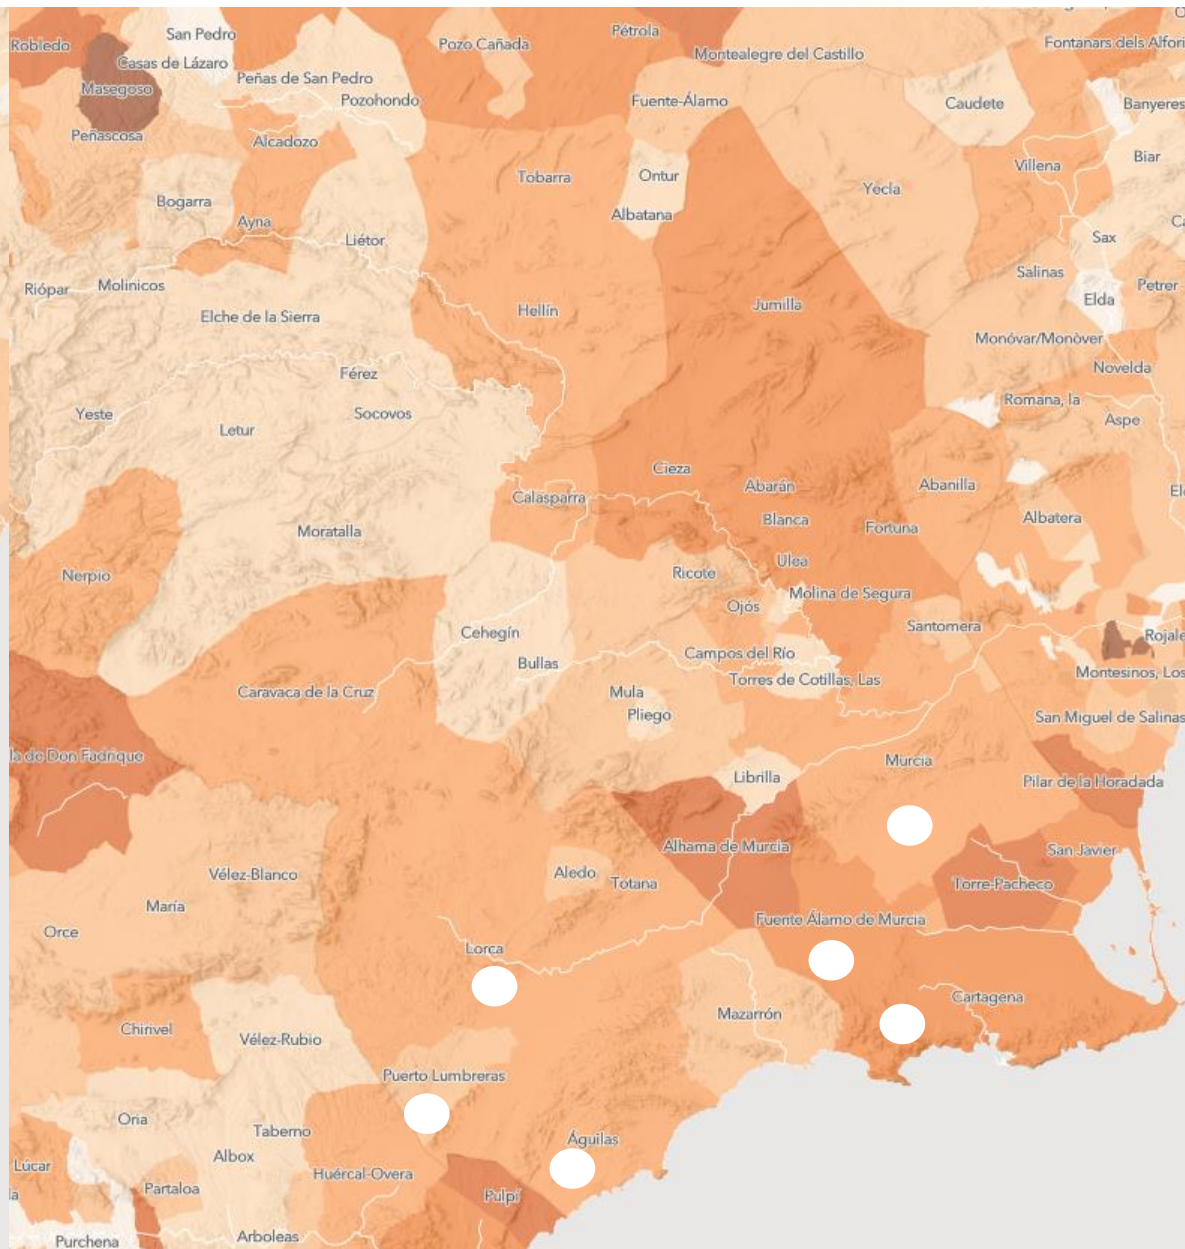 San Pedro
Pétrola
Robledo
Pozo Cañada
Fontanars dels Alfori
Montealegre del Castillo
Casas de Lázaro
Peñas de San Pedro
Masegoso
Pozohondo
Fuente-Álamo
Caudete
Banyeres
Peñascosa
Alcadozo
Biar
Villena
Tobarra
Ontur
Yecla
Bogarra
Albatana
Ayna
Liétor
Sax
Salinas
Riópar
Molinicos
Petrer
Elda
Jumilla
Hellín
Elche de la Sierra
Monóvar/Monòver
Novelda
Férez
Romana, la
Yeste
Socovos
Aspe
Letur
Cieza
Abarán
Abanilla
Calasparra
Blanca
Albatera
Fortuna
Moratalla
Ulea
Nerpio
Ricote
Molina de Segura
Ojós
Santomera
Cehegín
Rojale
Campos del Río
Bullas
Montesinos, Los
Torres de Cotillas, Las
Caravaca de la Cruz
Mula
Pliego
San Miguel de Salinas
la de Don Fadrique
Murcia
Librilla
Pilar de la Horadada
Alhama de Murcia
San Javier
Aledo
Vélez-Blanco
Totana
Torre-Pacheco
María
Fuente Álamo de Murcia
Orce
Lorca
Cartagena
Mazarrón
Chirivel
Vélez-Rubio
Puerto Lumbreras
Oria
Taberno
Águilas
Albox
Lúcar
Huércal-Overa
Partaloa
Pulpí
Arboleas
Purchena